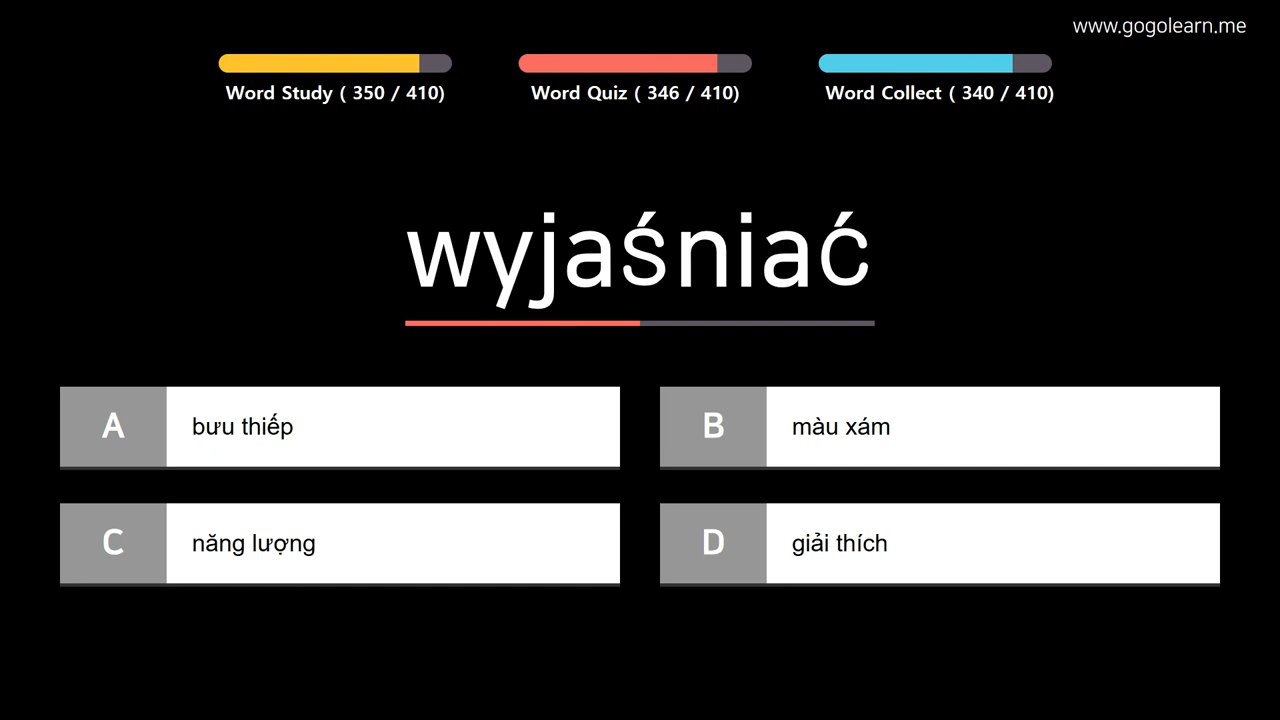 www.gogolearn.me
Word Study ( 350 / 410)
Word Quiz ( 346 / 410)
Word Collect ( 340 / 410)
wyjaśniać
A
bưu thiếp
B
màu xám
C
năng lượng
D
giải thích